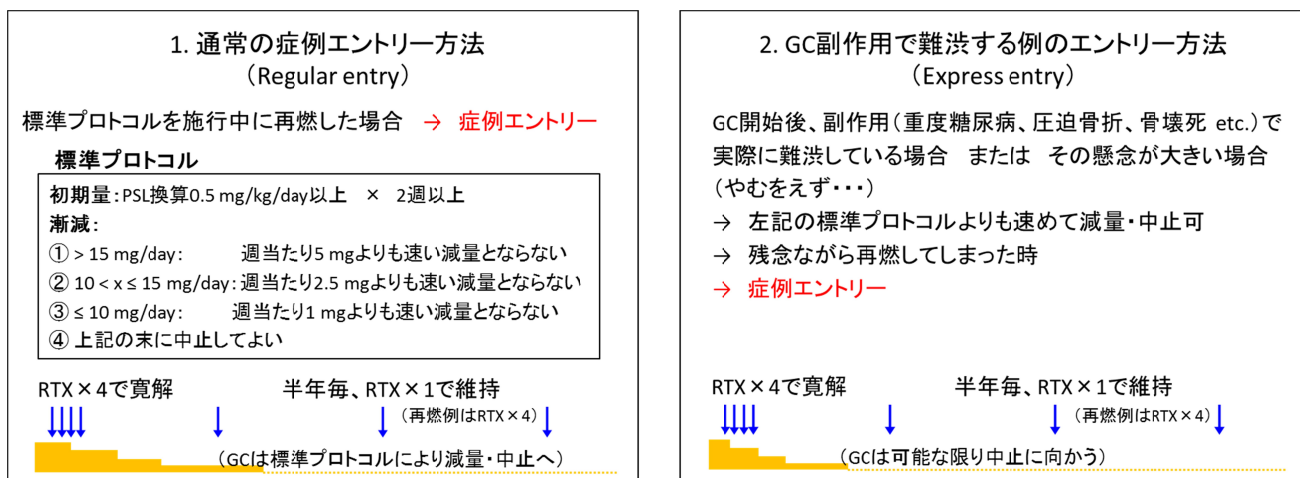 1. 通常の症例エントリー方法
（Regular entry）
標準プロトコルを施行中に再燃した場合 → 症例エントリー
標準プロトコル
初期量：PSL換算0.5 mg/kg/day以上 × 2週以上
漸減：
① > 15 mg/day： 週当たり5 mgよりも速い減量とならない
② 10 < x ≤ 15 mg/day：週当たり2.5 mgよりも速い減量とならない
③ ≤ 10 mg/day： 週当たり1 mgよりも速い減量とならない
④ 上記の末に中止してよい
RTX×4で寛解 半年毎、RTX×1で維持
（再燃例はRTX×4）
（GCは標準プロトコルにより減量・中止へ）
2. GC副作用で難渋する例のエントリー方法
（Express entry）
GC開始後、副作用（重度糖尿病、圧迫骨折、骨壊死 etc.）で
実際に難渋している場合 または その懸念が大きい場合
（やむをえず・・・）
→ 左記の標準プロトコルよりも速めて減量・中止可
→ 残念ながら再燃してしまった時
→ 症例エントリー
RTX×4で寛解 半年毎、RTX×1で維持
（再燃例はRTX×4）
（GCは可能な限り中止に向かう）